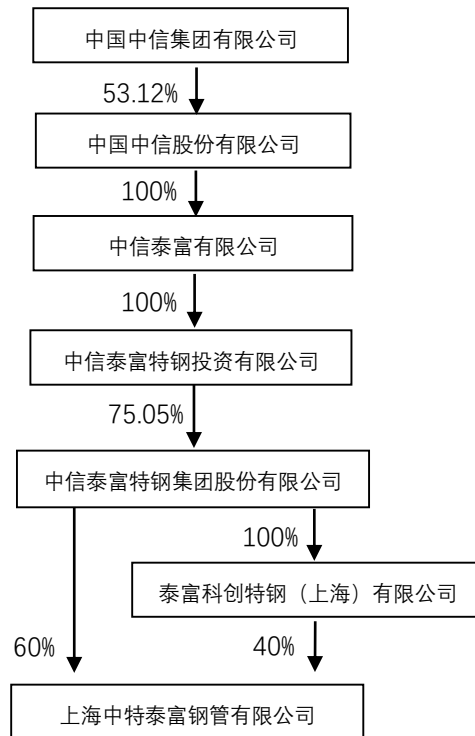 中国中信集团有限公司
53.12%
中国中信股份有限公司
100%
中信泰富有限公司
100%
中信泰富特钢投资有限公司
75.05%
中信泰富特钢集团股份有限公司
100%
泰富科创特钢（上海）有限公司
60%
40%
上海中特泰富钢管有限公司